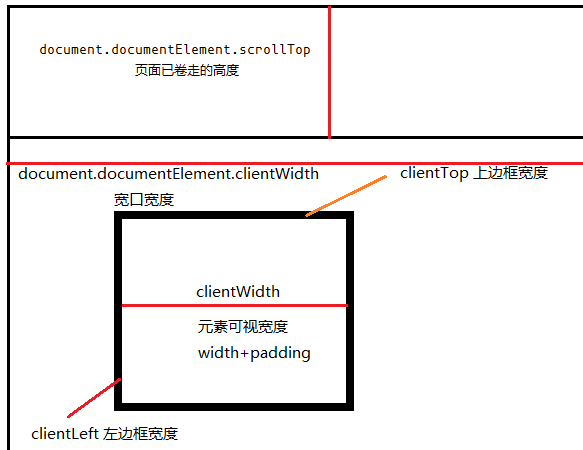 document.documentElement.scrollTop
页面已卷走的高度
document.documentElement.clientWidth
clientTop 上边框宽度
窗口宽度
clientWidth
元素可视宽度
width+padding
clientLeft 左边框宽度